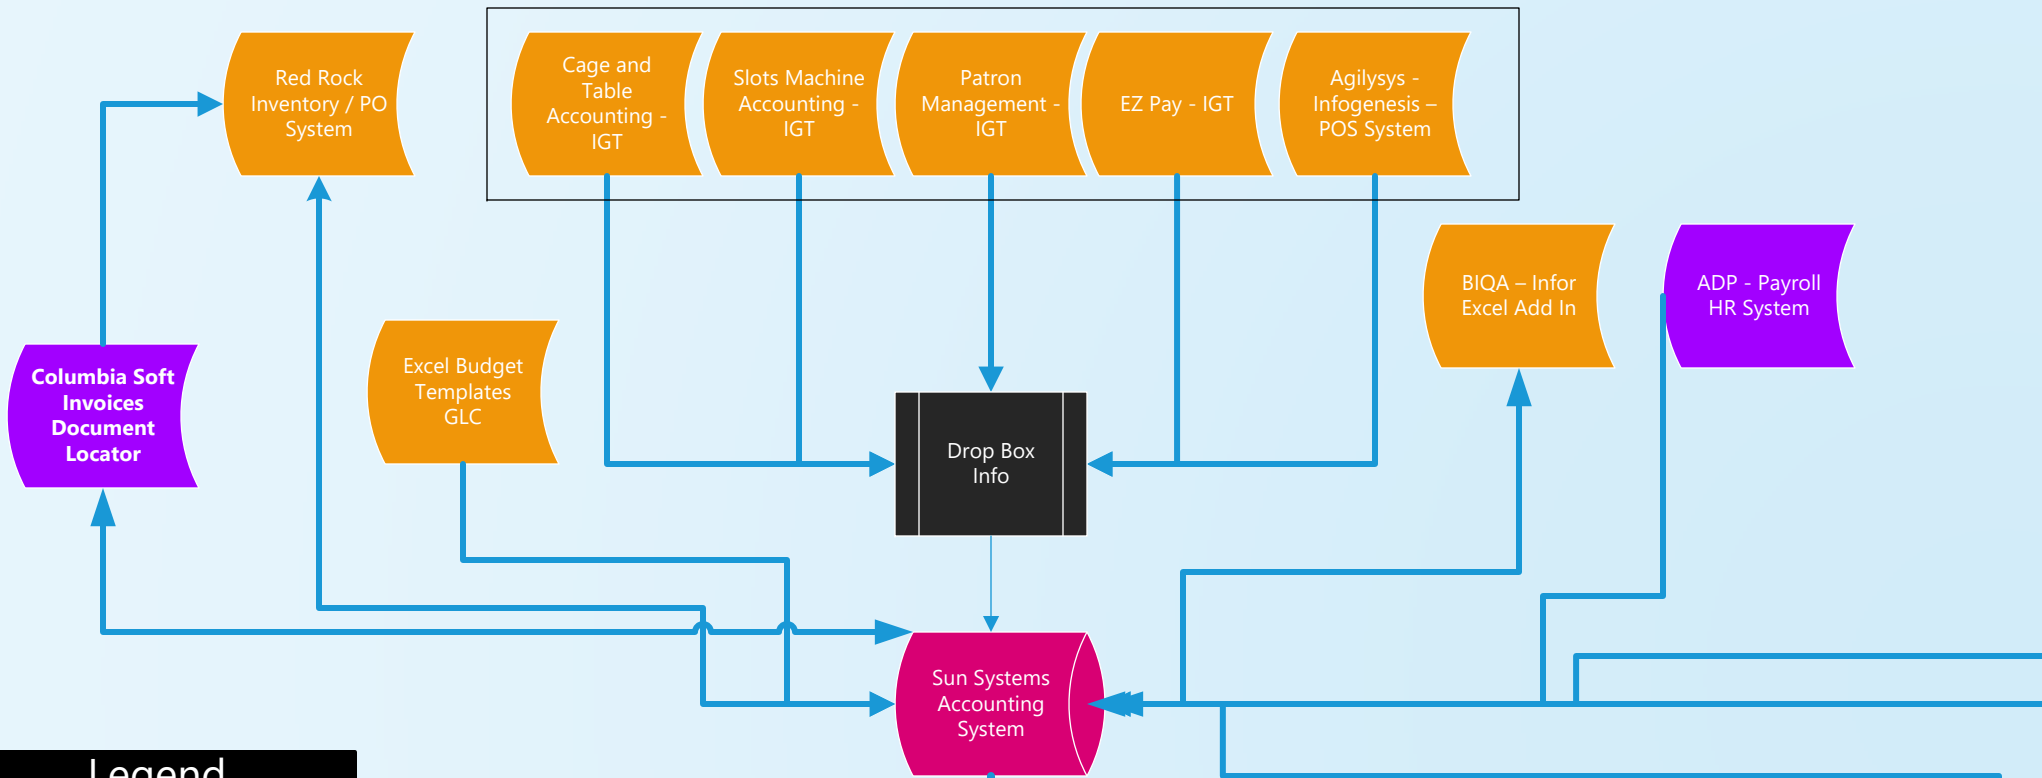 Red Rock
Inventory / PO
System
Cage and
Table
Accounting -
IGT
Slots Machine
Accounting -
IGT
Patron
Management -
IGT
EZ Pay - IGT
Agilysys -
Infogenesis –
POS System
BIQA – Infor
Excel Add In
ADP - Payroll
HR System
Columbia Soft
Invoices
Document
Locator
Excel Budget
Templates
GLC
Drop Box
Info
Sun Systems
Accounting
System
Legend